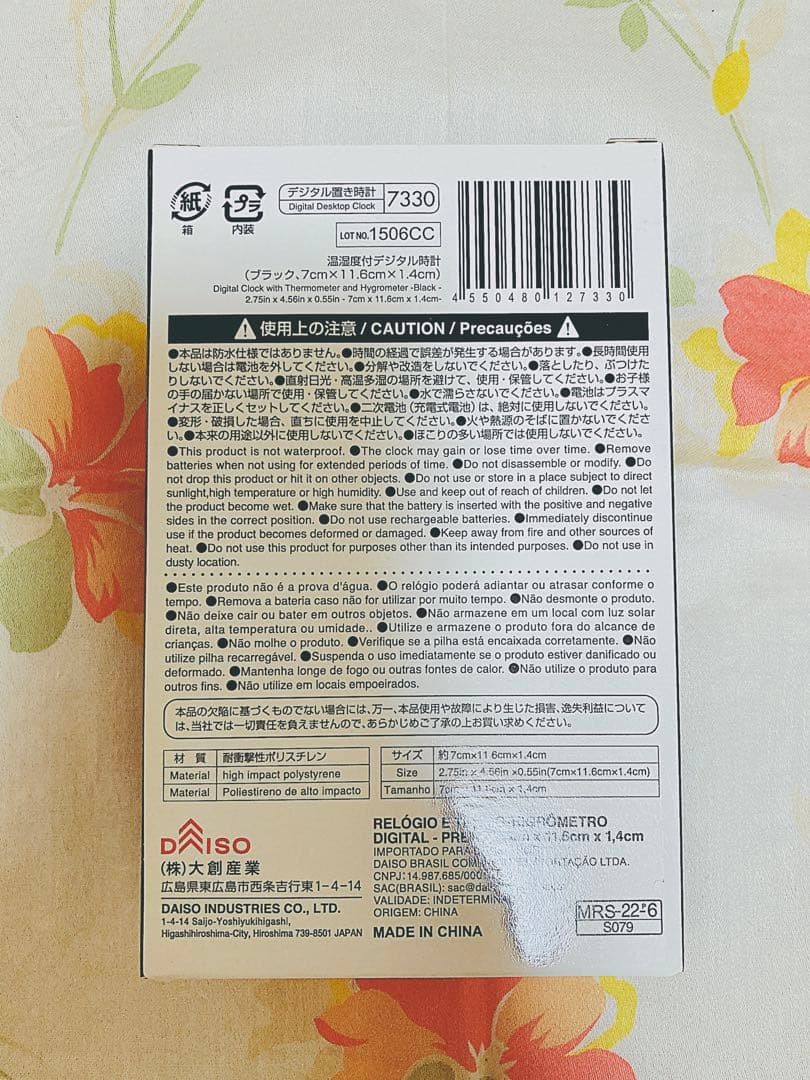 紙
箱
プラ
内装
デジタル置き時計
Digital Desktop Clock
7330
LOT NO. 1506CC
温湿度付デジタル時計
(ブラック、7cm×11.6cm×1.4cm)
Digital Clock with Thermometer and Hygrometer -Black -
2.75in x 4.56in x 0.55in - 7cm x 11.6cm x 1.4cm-
4 550480 127330
使用上の注意 / CAUTION / Precauções
●本品は防水仕様ではありません。●時間の経過で誤差が発生する場合があります。●長時間使用
しない場合は電池を外してください。●分解や改造をしないでください。●落としたり、ぶつけた
りしないでください。●直射日光・高温多湿の場所を避けて、使用・保管してください。●お子様
の手の届かない場所で使用・保管してください。●水で濡らさないでください。●電池はプラスマ
イナスを正しくセットしてください。●二次電池(充電式電池)は、絶対に使用しないでください。
●変形・破損した場合、直ちに使用を中止してください。●火や熱源のそばに置かないでくださ
い。●本来の用途以外に使用しないでください。●ほこりの多い場所では使用しないでください。
●This product is not waterproof. ●The clock may gain or lose time over time. ●Remove
batteries when not using for extended periods of time. ●Do not disassemble or modify. ●Do
not drop this product or hit it on other objects. ●Do not use or store in a place subject to direct
sunlight,high temperature or high humidity. ●Use and keep out of reach of children. ●Do not let
the product become wet. ●Make sure that the battery is inserted with the positive and negative
sides in the correct position. ●Do not use rechargeable batteries. ●Immediately discontinue
use if the product becomes deformed or damaged. ●Keep away from fire and other sources of
heat. ●Do not use this product for purposes other than its intended purposes. ●Do not use in
dusty location.
●Este produto não é a prova d'água. ●O relógio poderá adiantar ou atrasar conforme o
tempo. ●Remova a bateria caso não for utilizar por muito tempo. ●Não desmonte o produto.
●Não deixe cair ou bater em outros objetos. ●Não armazene em um local com luz solar
direta, alta temperatura ou umidade.. ●Utilize e armazene o produto fora do alcance de
crianças. ●Não molhe o produto. ●Verifique se a pilha está encaixada corretamente. ●Não
utilize pilha recarregável. ●Suspenda o uso imediatamente se o produto estiver danificado ou
deformado. ●Mantenha longe de fogo ou outras fontes de calor. ●Não utilize o produto para
outros fins. ●Não utilize em locais empoeirados.
本品の欠陥に基づくものでない場合には、万一、本品使用や故障により生じた損害、逸失利益について
は、当社では一切責任を負えませんので、あらかじめご了承の上お買い求めください。
材 質 耐衝撃性ポリスチレン
Material high impact polystyrene
Material Poliestireno de alto impacto
サイズ 約7cm×11.6cm×1.4cm
Size 2.75in x 4.56in ×0.55in(7cm×11.6cm×1.4cm)
Tamanho 7cm x 11.6cm x 1,4cm
DAISO
(株)大創産業
広島県東広島市西条吉行東1-4-14
DAISO INDUSTRIES CO., LTD.
1-4-14 Saijo-Yoshiyukihigashi,
Higashihiroshima-City, Hiroshima 739-8501 JAPAN
RELÓGIO E HIGRÔMETRO
DIGITAL - x 11,6cm x 1,4cm
IMPORTADO PARA
DAISO BRASIL LTDA.
CNPJ:14.987.685/000
SAC(BRASIL):
VALIDADE:
ORIGEM: CHINA
MADE IN CHINA
MRS-22-6
S079